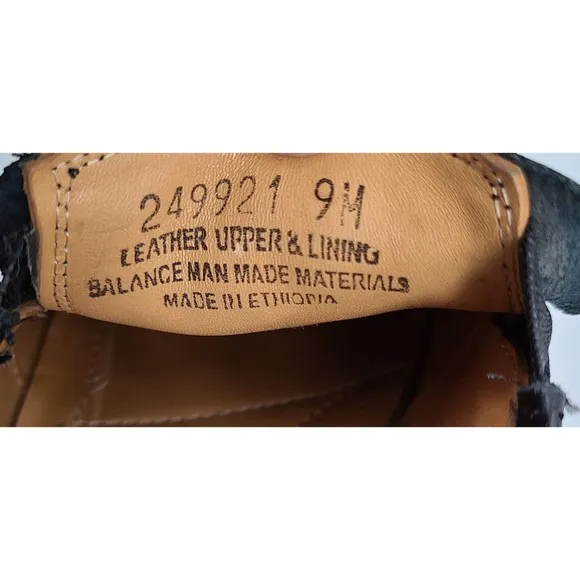 249921 9M
LEATHER UPPER & LINING
BALANCE MAN MADE MATERIALS
MADE IN ETHIOPIA